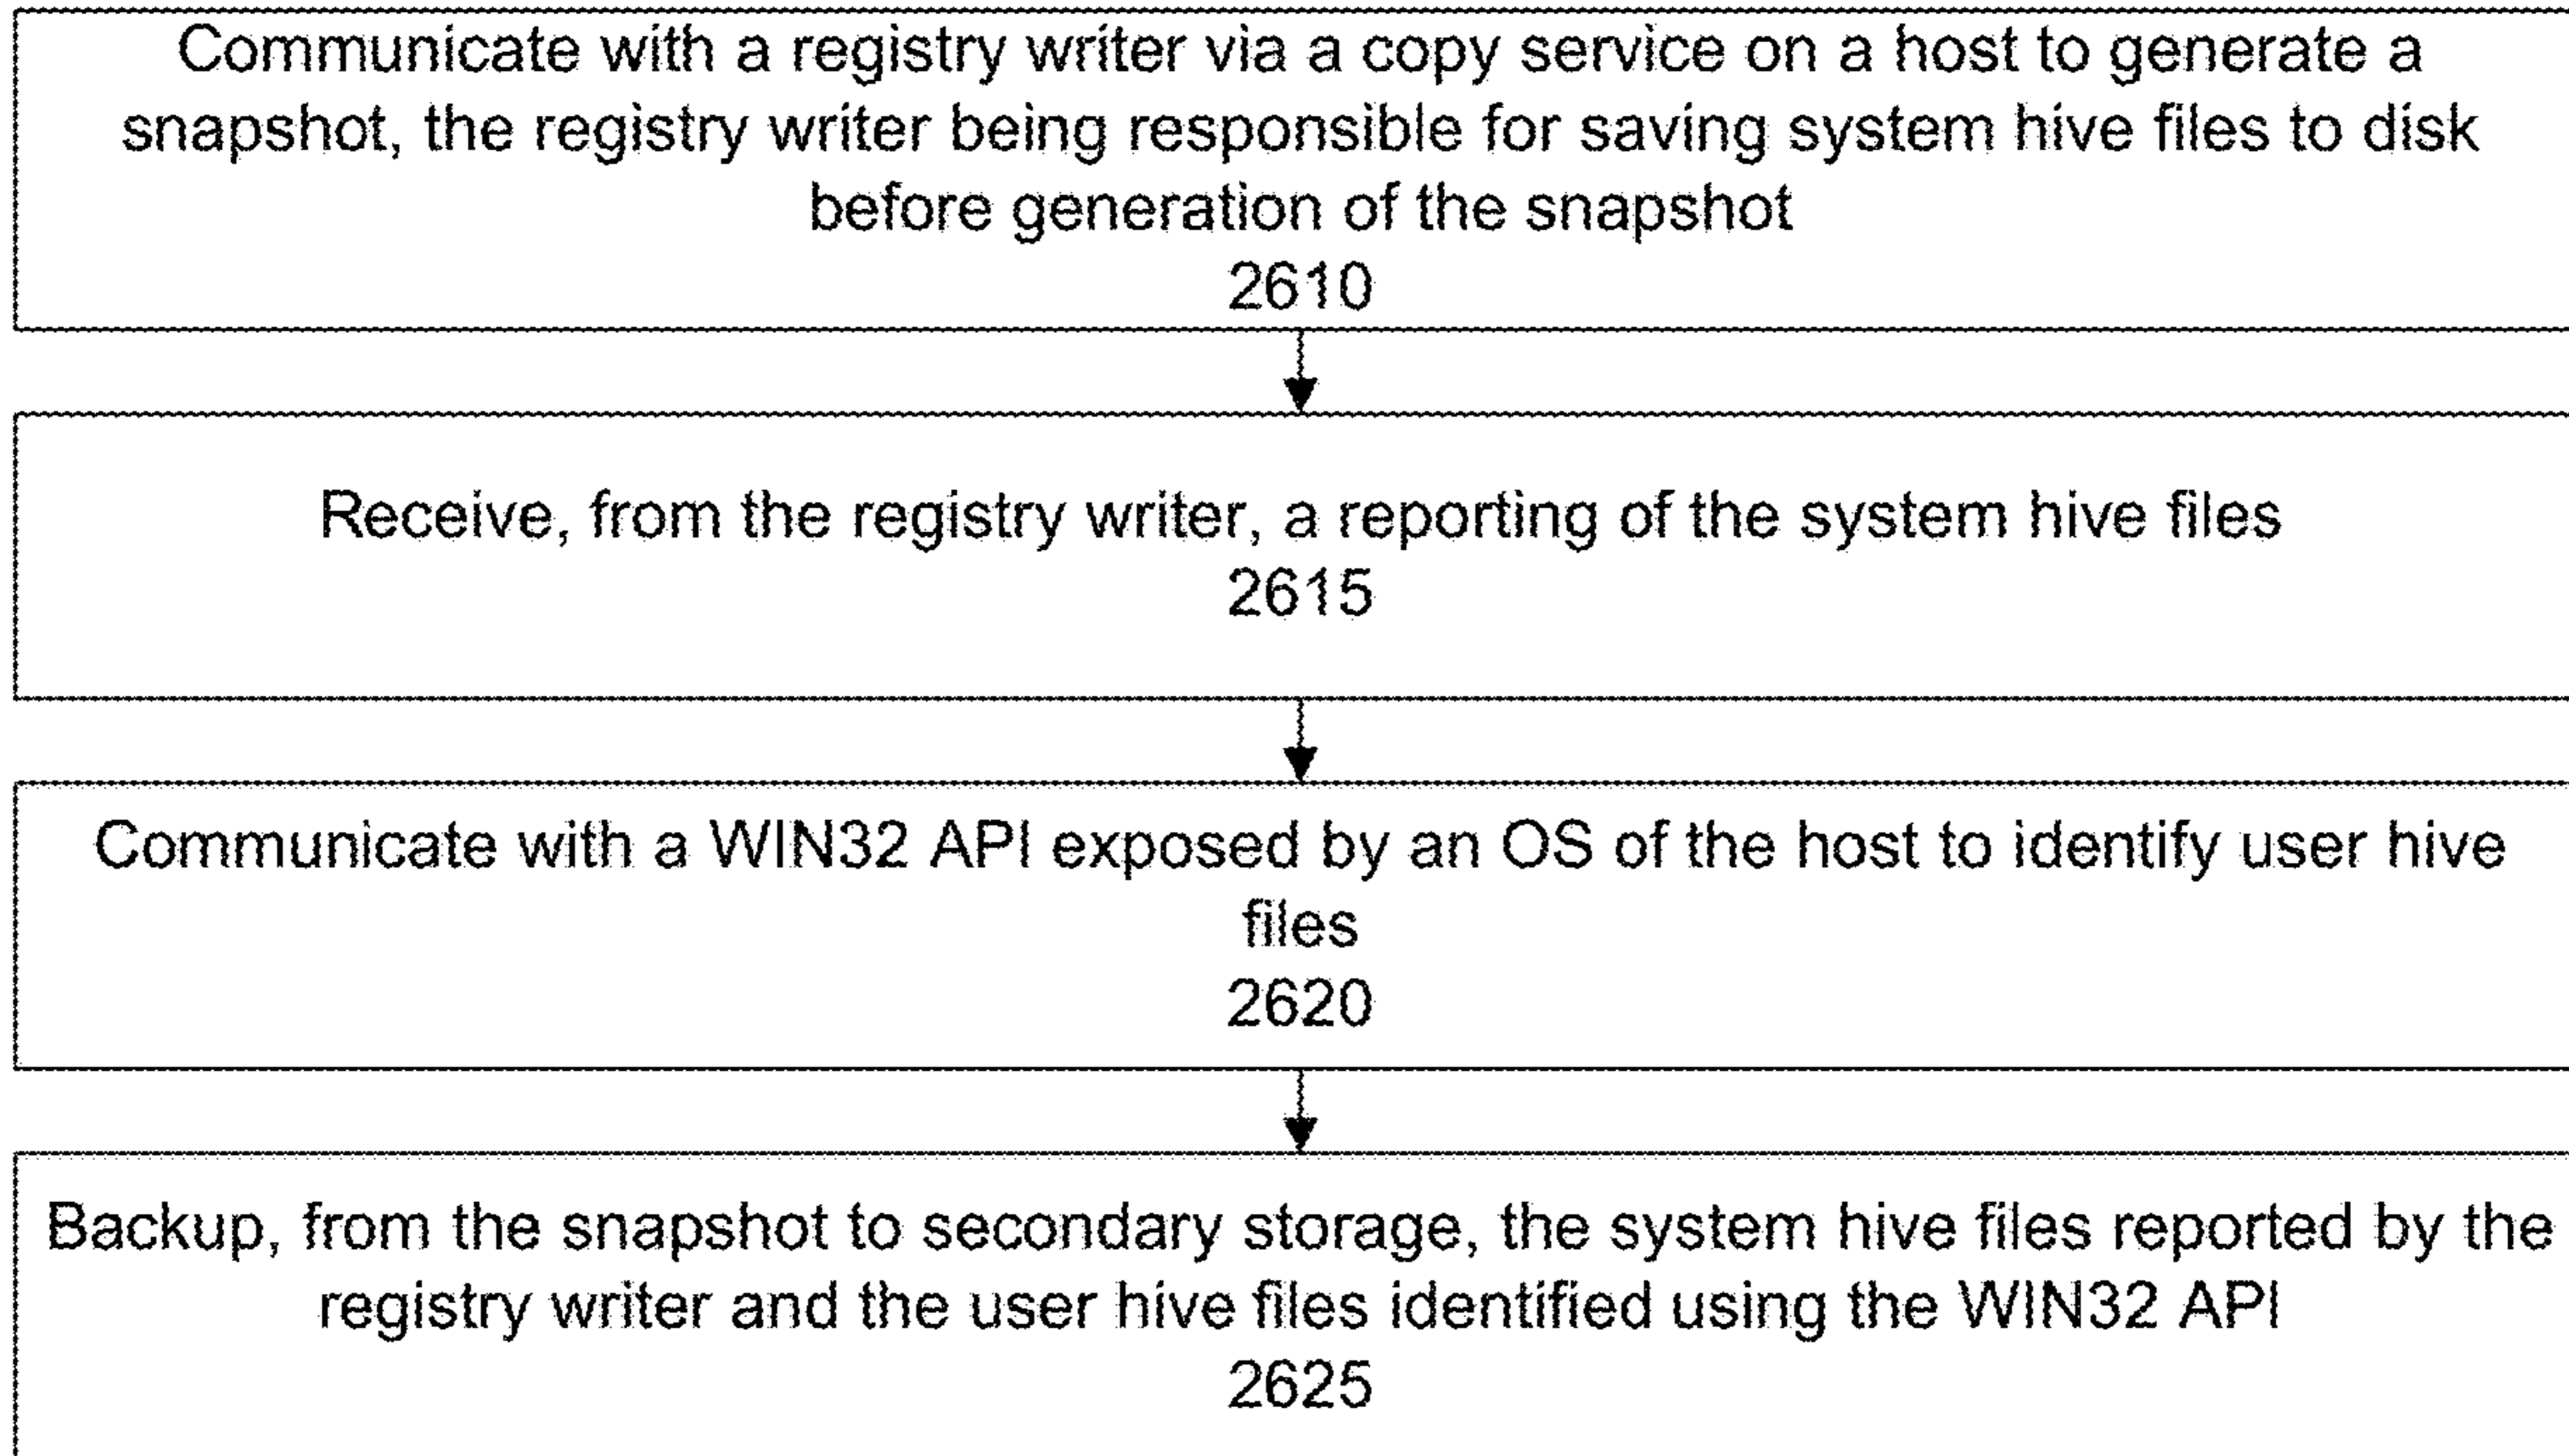 Communicate with a registry writer via a copy service on a host to generate a
snapshot, the registry writer being responsible for saving system hive files to disk
before generation of the snapshot
2610
Receive, from the registry writer, a reporting of the system hive files
2615
Communicate with a WIN32 API exposed by an OS of the host to identify user hive
files
2620
Backup, from the snapshot to secondary storage, the system hive files reported by the
registry writer and the user hive files identified using the WIN32 API
2625